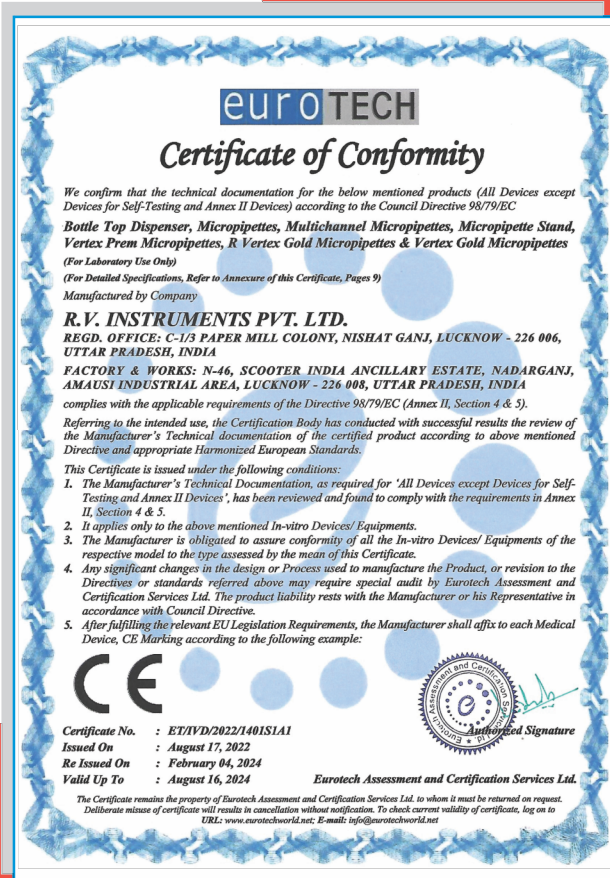 euroTECH
Certificate of Conformity
We confirm that the technical documentation for the below mentioned products (All Devices except
Devices for Self-Testing and Annex II Devices) according to the Council Directive 98/79/EC
Bottle Top Dispenser, Micropipettes, Multichannel Micropipettes, Micropipette Stand,
Vertex Prem Micropipettes, R Vertex Gold Micropipettes & Vertex Gold Micropipettes
(For Laboratory Use Only)
(For Detailed Specifications, Refer to Annexure of this Certificate, Pages 9)
Manufactured by Company
R.V. INSTRUMENTS PVT. LTD.
REGD. OFFICE: C-1/3 PAPER MILL COLONY, NISHAT GANJ, LUCKNOW - 226 006,
UTTAR PRADESH, INDIA
FACTORY & WORKS: N-46, SCOOTER INDIA ANCILLARY ESTATE, NADARGANJ,
AMAUSI INDUSTRIAL AREA, LUCKNOW - 226 008, UTTAR PRADESH, INDIA
complies with the applicable requirements of the Directive 98/79/EC (Annex II, Section 4 & 5).
Referring to the intended use, the Certification Body has conducted with successful results the review of
the Manufacturer's Technical documentation of the certified product according to above mentioned
Directive and appropriate Harmonized European Standards.
This Certificate is issued under the following conditions:
1. The Manufacturer's Technical Documentation, as required for 'All Devices except Devices for Self-
Testing and Annex II Devices', has been reviewed and found to comply with the requirements in Annex
II, Section 4 & 5.
2. It applies only to the above mentioned In-vitro Devices/ Equipments.
3. The Manufacturer is obligated to assure conformity of all the In-vitro Devices/ Equipments of the
respective model to the type assessed by the mean of this Certificate.
4. Any significant changes in the design or Process used to manufacture the Product, or revision to the
Directives or standards referred above may require special audit by Eurotech Assessment and
Certification Services Ltd. The product liability rests with the Manufacturer or his Representative in
accordance with Council Directive.
5. After fulfilling the relevant EU Legislation Requirements, the Manufacturer shall affix to each Medical
Device, CE Marking according to the following example:
CE
Eurotech Assessment and Certification Services Ltd.
Certificate No. : ET/IVD/2022/1401S1A1
Authorized Signature
Issued On : August 17, 2022
Re Issued On : February 04, 2024
Valid Up To : August 16, 2024
Eurotech Assessment and Certification Services Ltd.
The Certificate remains the property of Eurotech Assessment and Certification Services Ltd. to whom it must be returned on request.
Deliberate misuse of certificate will results in cancellation without notification. To check current validity of certificate, log on to
URL: www.eurotechworld.net; E-mail: info@eurotechworld.net